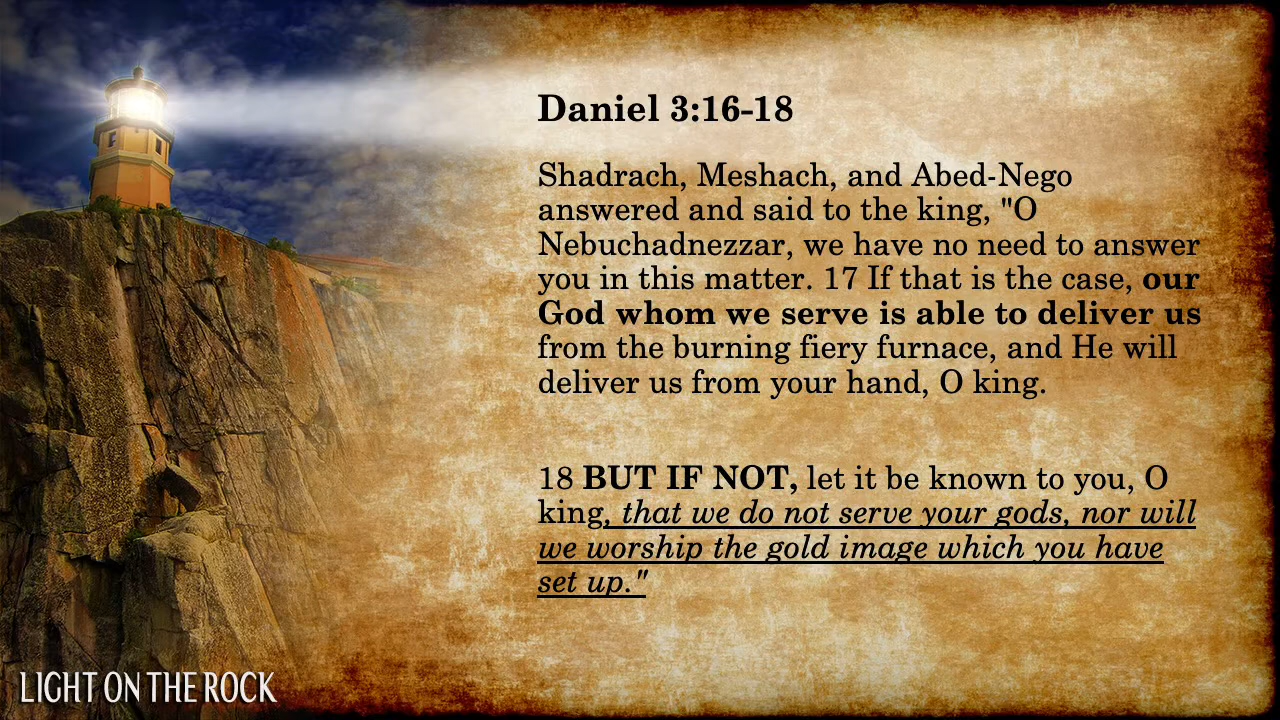 Daniel 3:16-18
Shadrach, Meshach, and Abed-Nego
answered and said to the king, "O
Nebuchadnezzar, we have no need to answer
you in this matter. 17 If that is the case, our
God whom we serve is able to deliver us
from the burning fiery furnace, and He will
deliver us from your hand, O king.
18 BUT IF NOT, let it be known to you, O
king, that we do not serve your gods, nor will
we worship the gold image which you have
set up."
LIGHT ON THE ROCK